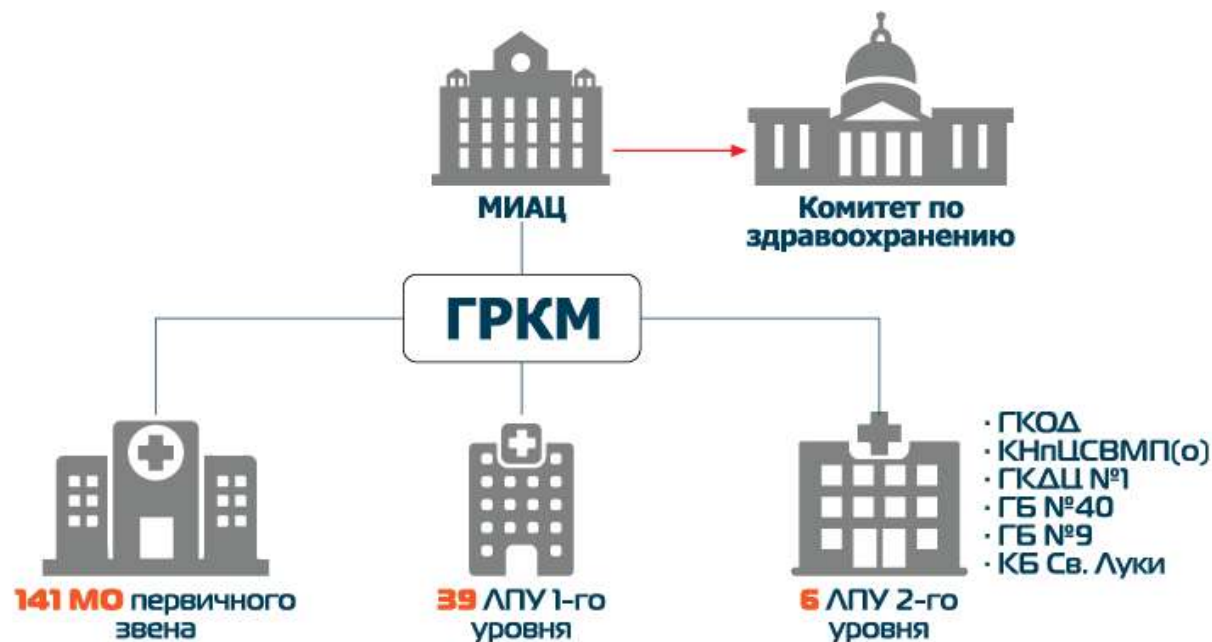 МИАЦ
Комитет по
здравоохранению
ГРКМ
141 МО первичного
звена
39 ЛПУ 1-го
уровня
6 ЛПУ 2-го
уровня
· ГКОД
· КНпЦСВМП(о)
· ГКДЦ №1
· ГБ №40
· ГБ №9
· КБ Св. Луки